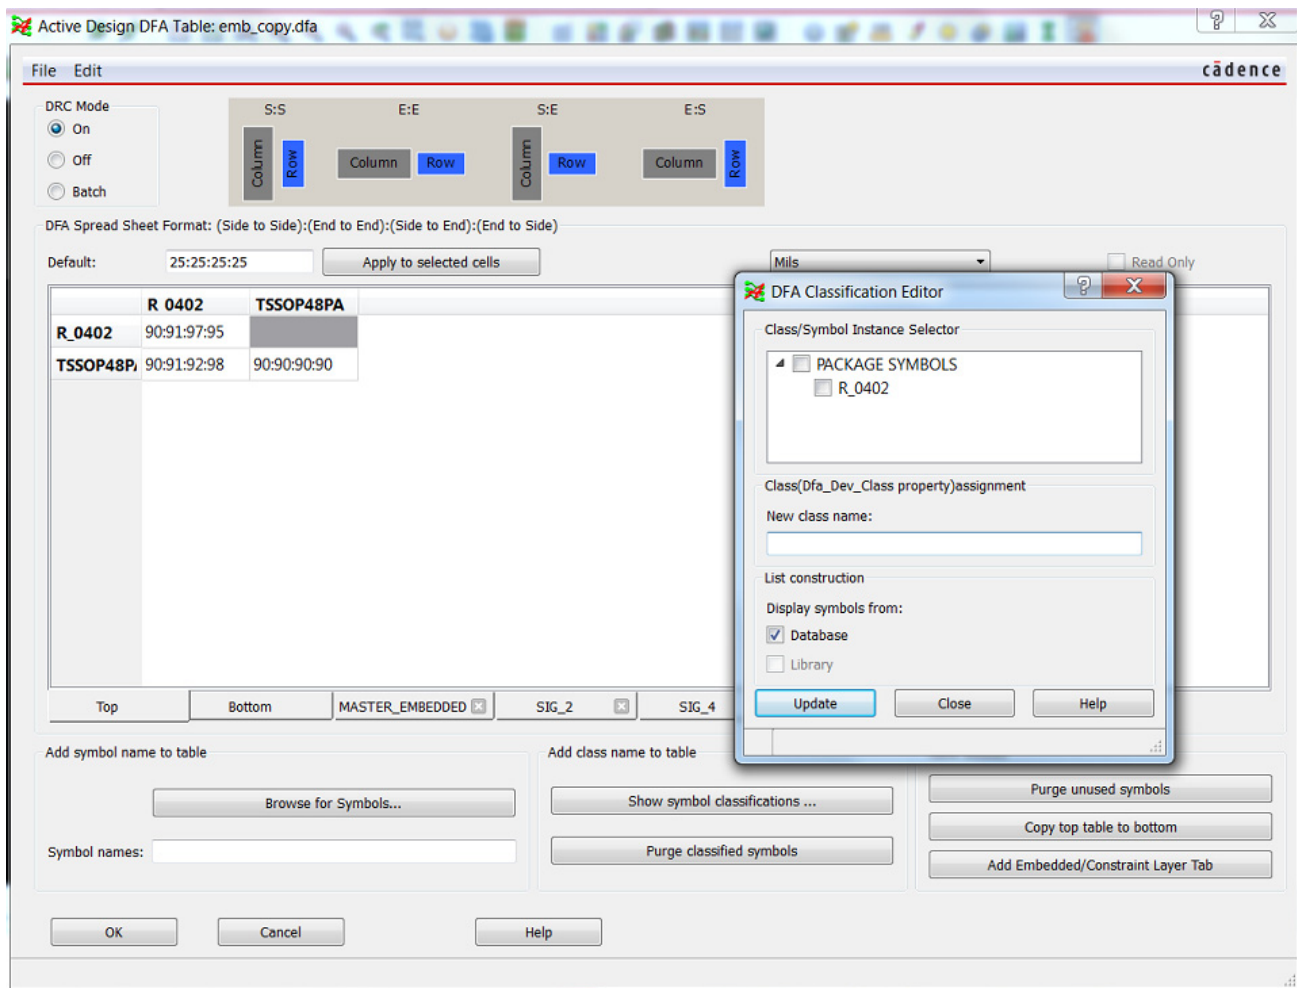 Active Design DFA Table: emb_copy.dfa
File Edit
cādence
DRC Mode
On
Off
Batch
S:S E:E S:E E:S
Column Row Column Row Column Row Column Row
DFA Spread Sheet Format: (Side to Side):(End to End):(Side to End):(End to Side)
Default: 25:25:25:25 Apply to selected cells Mils Read Only
R_0402 TSSOP48PA
R_0402 90:91:97:95
TSSOP48P 90:91:92:98 90:90:90:90
Top Bottom MASTER_EMBEDDED SIG_2 SIG_4
DFA Classification Editor
Class/Symbol Instance Selector
PACKAGE SYMBOLS
R_0402
Class(Dfa_Dev_Class property)assignment
New class name:
List construction
Display symbols from:
Database
Library
Update Close Help
Add symbol name to table
Browse for Symbols...
Symbol names:
Add class name to table
Show symbol classifications ...
Purge classified symbols
Purge unused symbols
Copy top table to bottom
Add Embedded/Constraint Layer Tab
OK Cancel Help